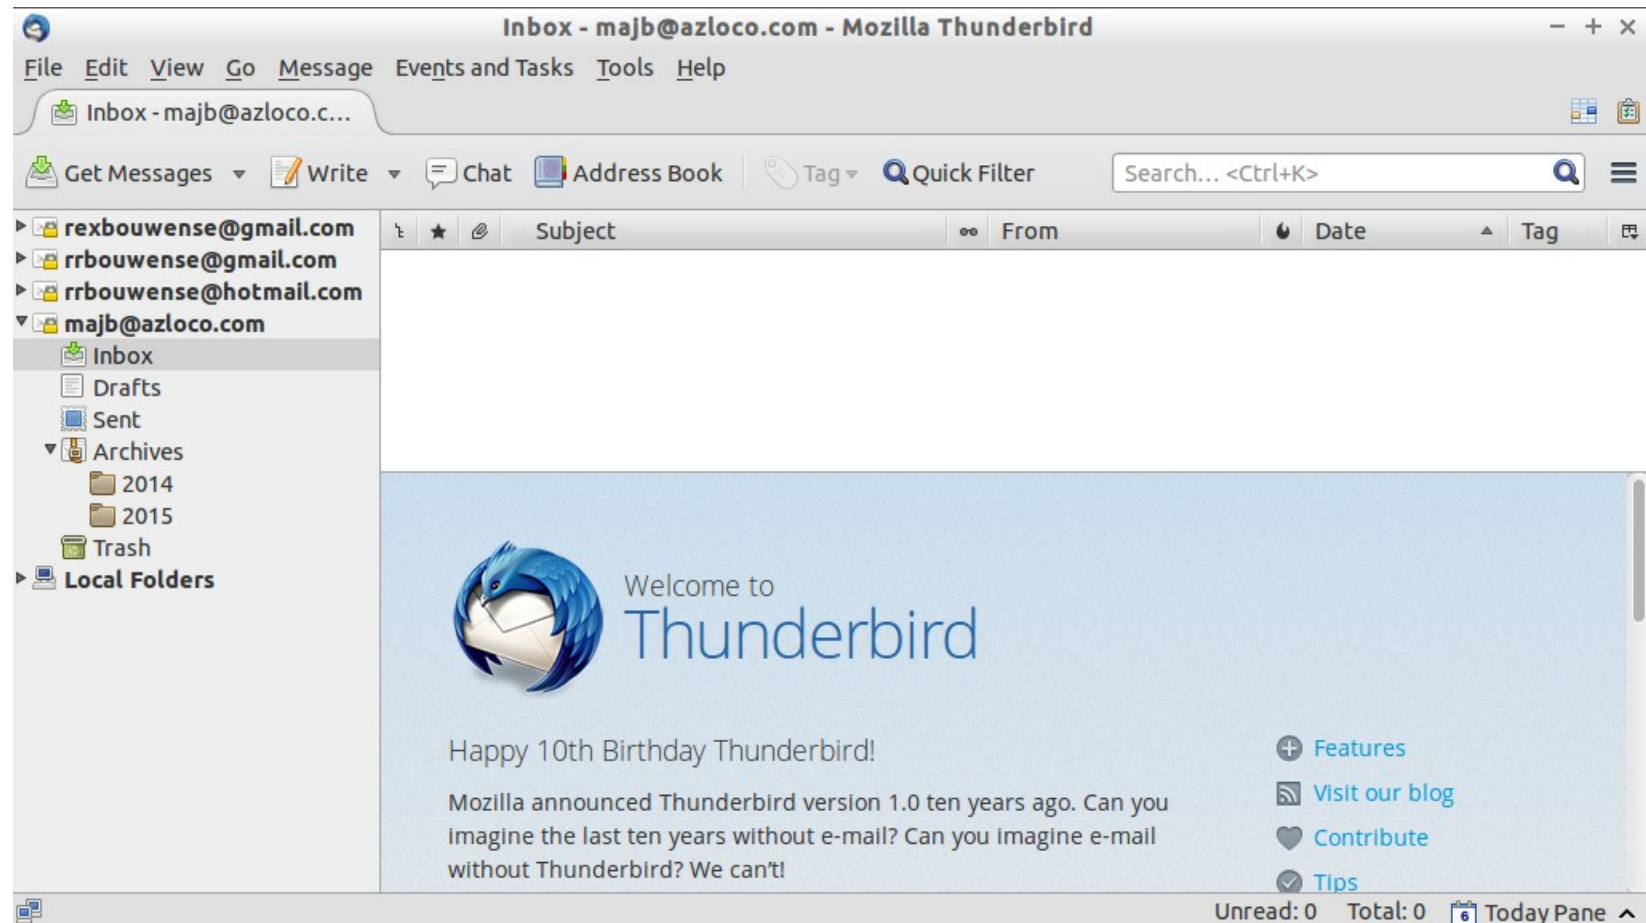 Inbox - majb@azloco.com - Mozilla Thunderbird
File Edit View Go Message Events and Tasks Tools Help
Inbox - majb@azloco.c...
Get Messages Write Chat Address Book Tag Quick Filter Search... <Ctrl+K>
Subject From Date Tag
rexbouwense@gmail.com
rrbouwense@gmail.com
rrbouwense@hotmail.com
majb@azloco.com
Inbox
Drafts
Sent
Archives
2014
2015
Trash
Local Folders
Welcome to
Thunderbird
Happy 10th Birthday Thunderbird!
Mozilla announced Thunderbird version 1.0 ten years ago. Can you
imagine the last ten years without e-mail? Can you imagine e-mail
without Thunderbird? We can't!
Features
Visit our blog
Contribute
Tips
Unread: 0 Total: 0 6 Today Pane